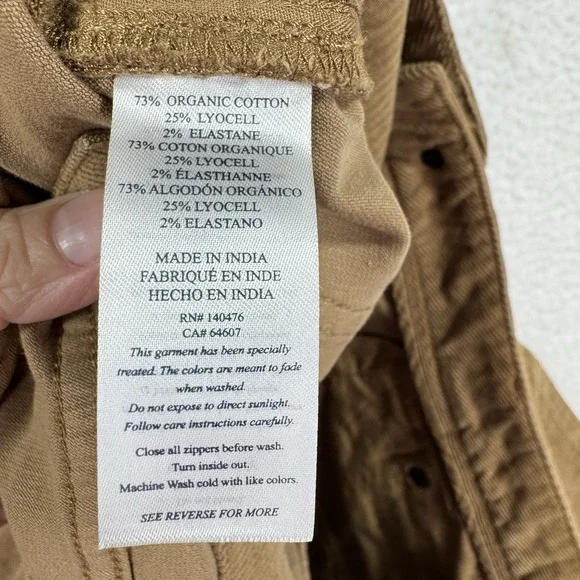 73% ORGANIC COTTON
25% LYOCELL
2% ELASTANE
73% COTON ORGANIQUE
25% LYOCELL
2% ÉLASTHANNE
73% ALGODÓN ORGÁNICO
25% LYOCELL
2% ELASTANO
MADE IN INDIA
FABRIQUÉ EN INDE
HECHO EN INDIA
RN# 140476
CA# 64607
This garment has been specially
treated. The colors are meant to fade
when washed.
Do not expose to direct sunlight.
Follow care instructions carefully.
Close all zippers before wash.
Turn inside out.
Machine Wash cold with like colors.
SEE REVERSE FOR MORE